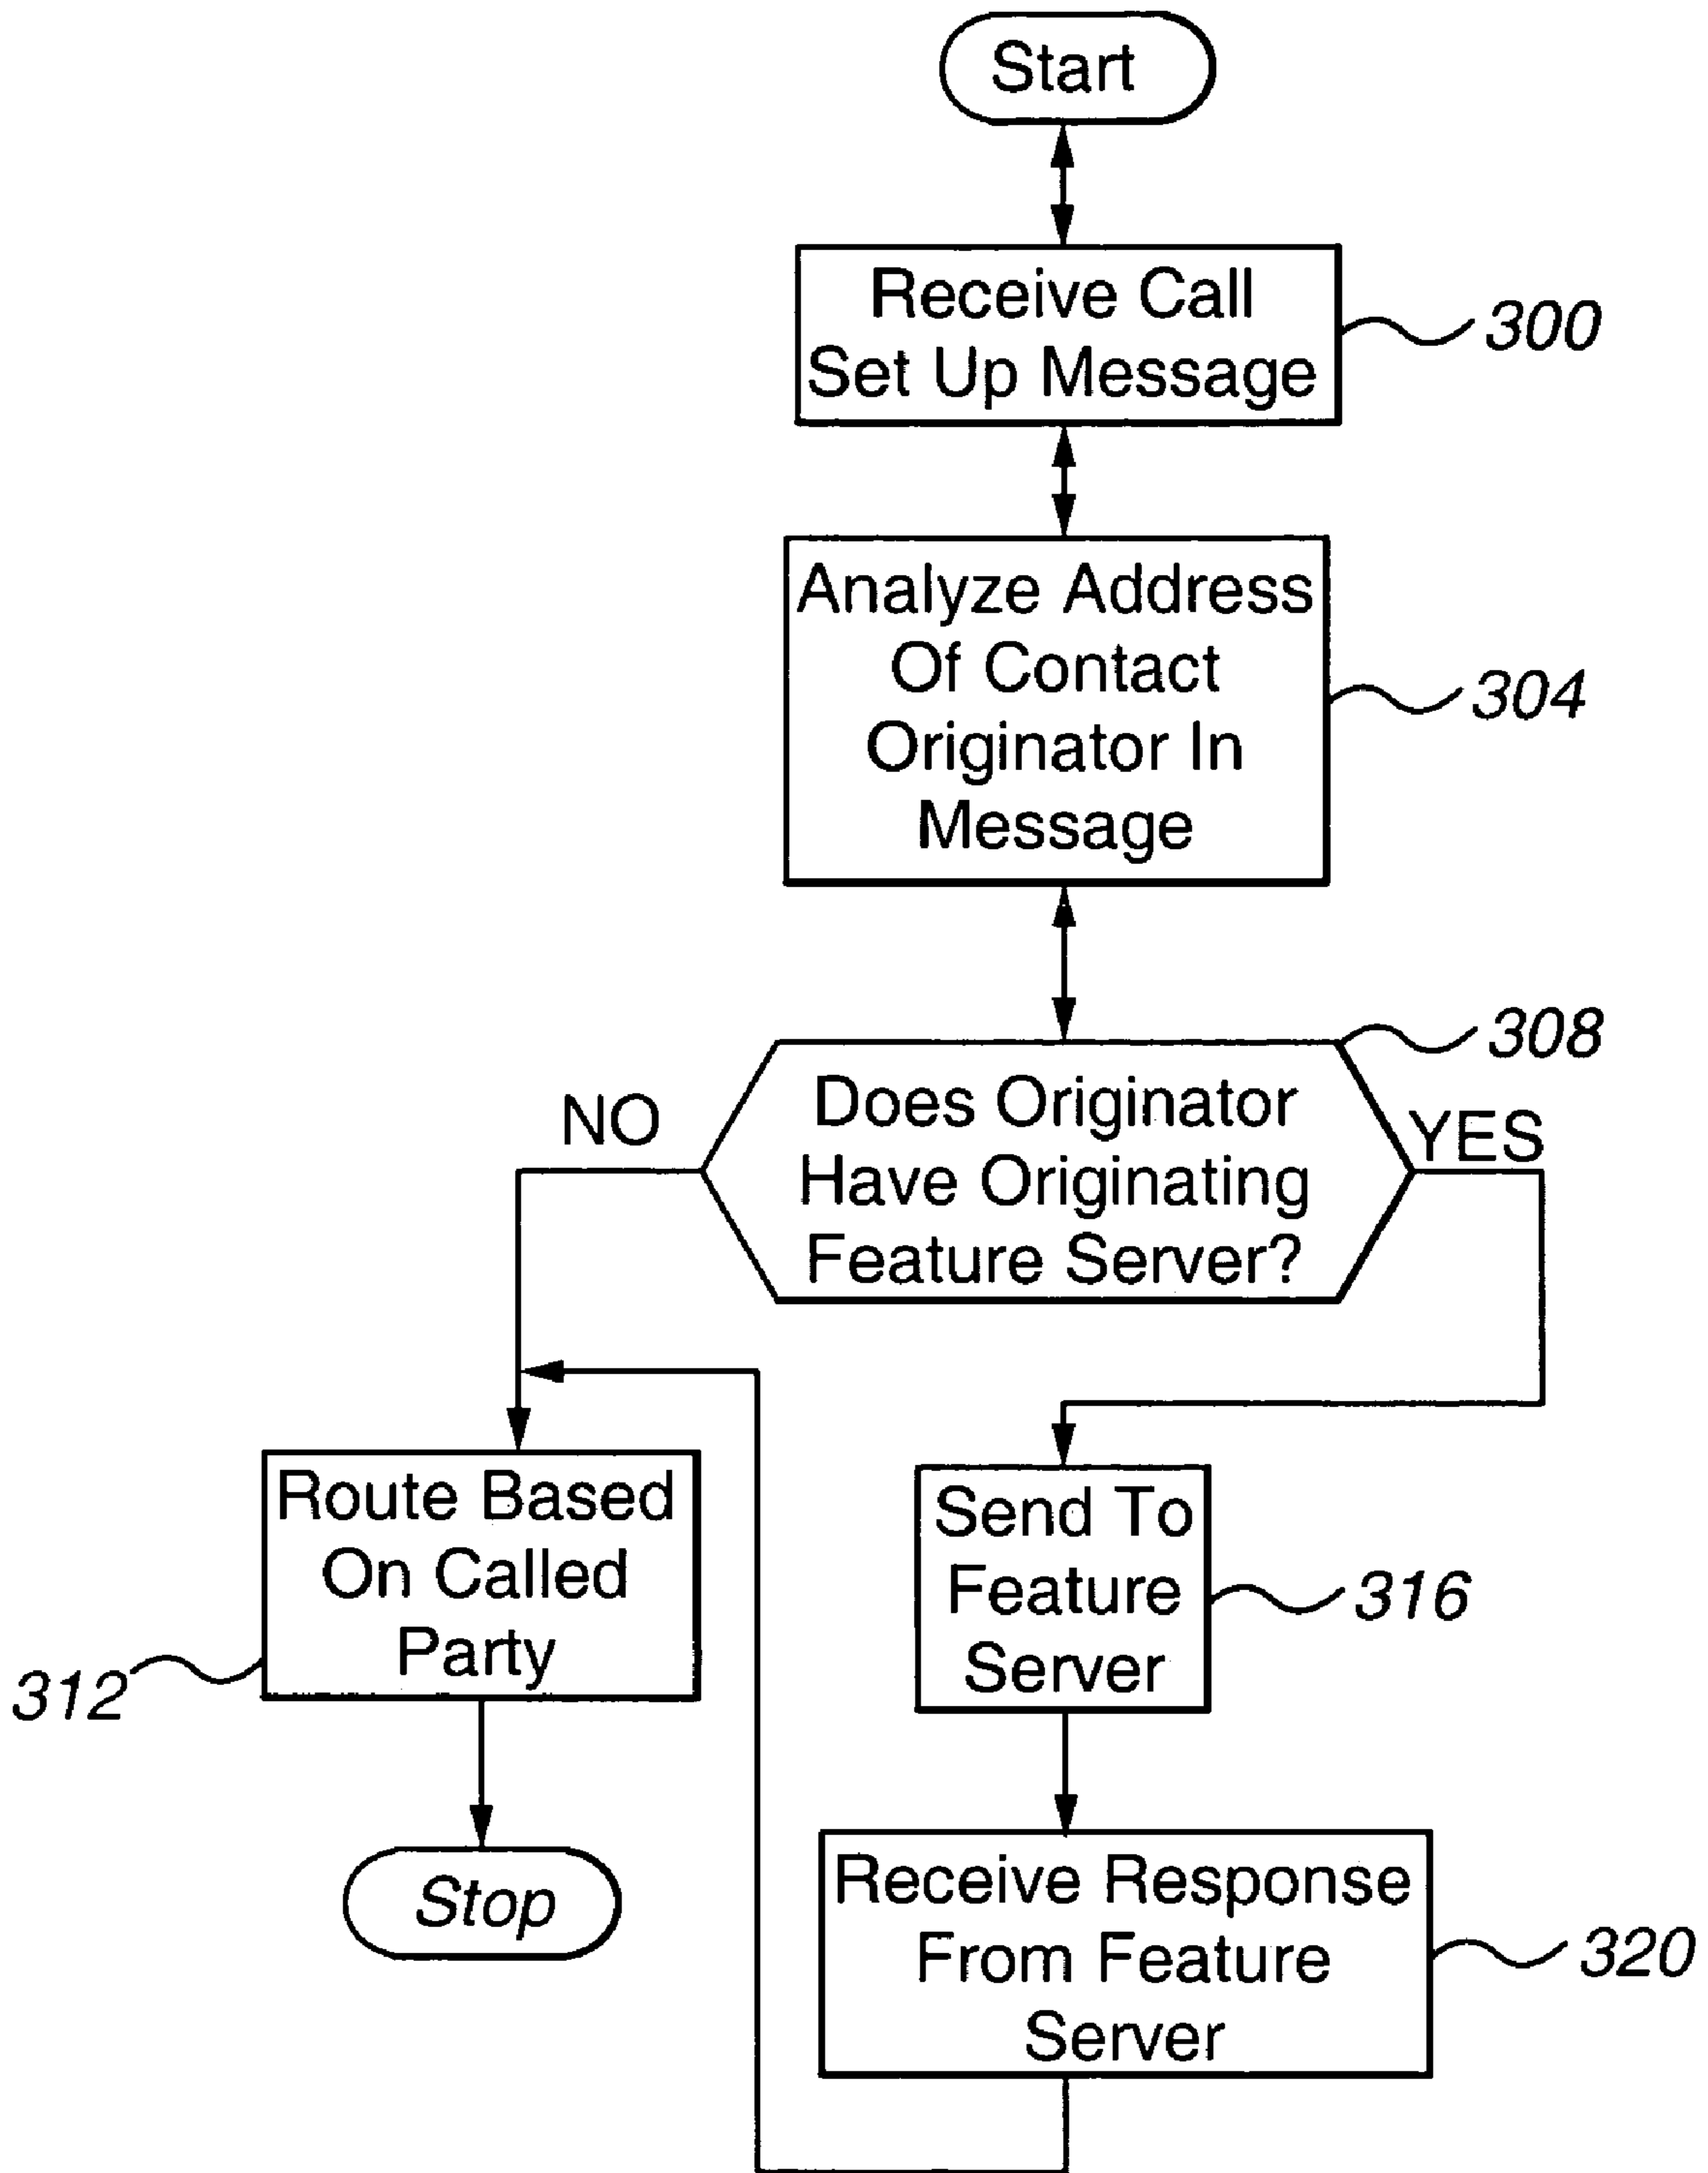 Start
Receive Call
Set Up Message
300
Analyze Address
Of Contact
Originator In
Message
304
308
NO
Does Originator
Have Originating
Feature Server?
YES
Route Based
On Called
Party
312
Send To
Feature
Server
316
Stop
Receive Response
From Feature
Server
320